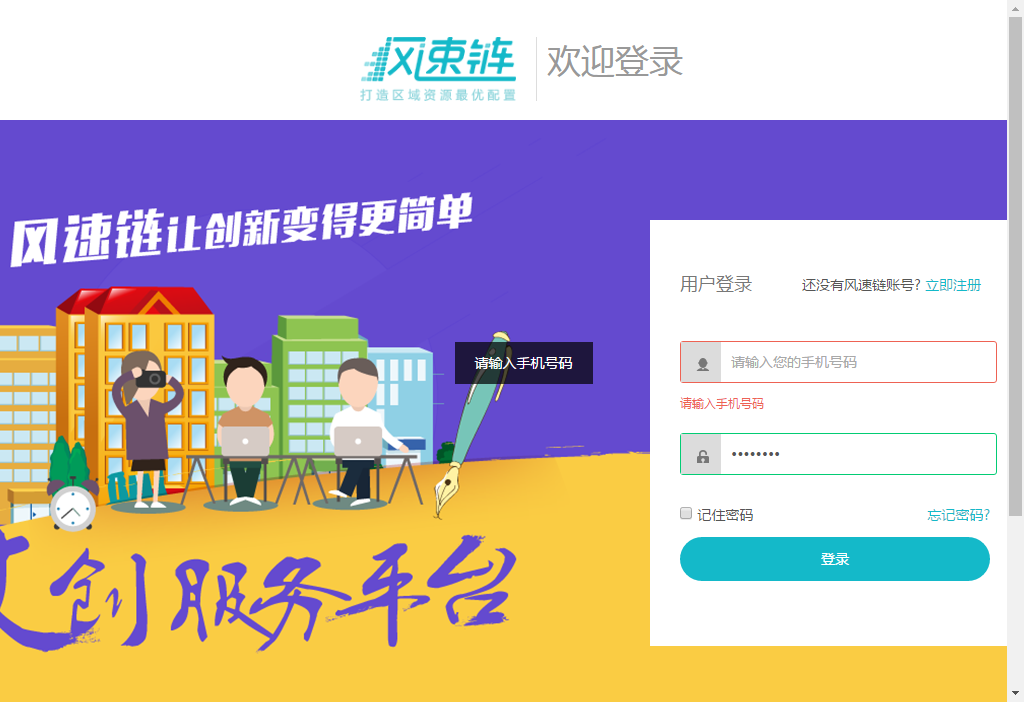 风速链
打造区域资源最优配置
欢迎登录
风速链让创新变得更简单
用户登录
还没有风速链账号? 立即注册
请输入手机号码
请输入您的手机号码
请输入手机号码
••••••••
记住密码
忘记密码?
登录
文创服务平台